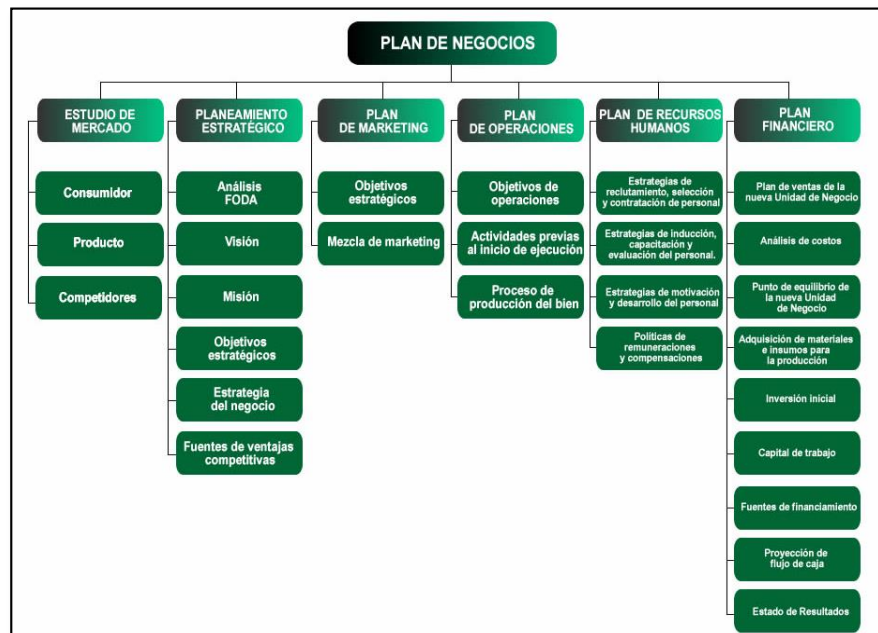 PLAN DE NEGOCIOS
ESTUDIO DE
MERCADO
Consumidor
Producto
Competidores
PLANEAMIENTO
ESTRATÉGICO
Análisis
FODA
Visión
Misión
Objetivos
estratégicos
Estrategia
del negocio
Fuentes de ventajas
competitivas
PLAN
DE MARKETING
Objetivos
estratégicos
Mezcla de marketing
PLAN
DE OPERACIONES
Objetivos de
operaciones
Actividades previas
al inicio de ejecución
Proceso de
producción del bien
PLAN DE RECURSOS
HUMANOS
Estrategias de
reclutamiento, selección
y contratación de personal
Estrategias de inducción,
capacitación y
evaluación del personal.
Estrategias de motivación
y desarrollo del personal
Políticas de
remuneraciones
y compensaciones
PLAN
FINANCIERO
Plan de ventas de la
nueva Unidad de Negocio
Análisis de costos
Punto de equilibrio de
la nueva Unidad
de Negocio
Adquisición de materiales
e insumos para
la producción
Inversión inicial
Capital de trabajo
Fuentes de financiamiento
Proyección de
flujo de caja
Estado de Resultados